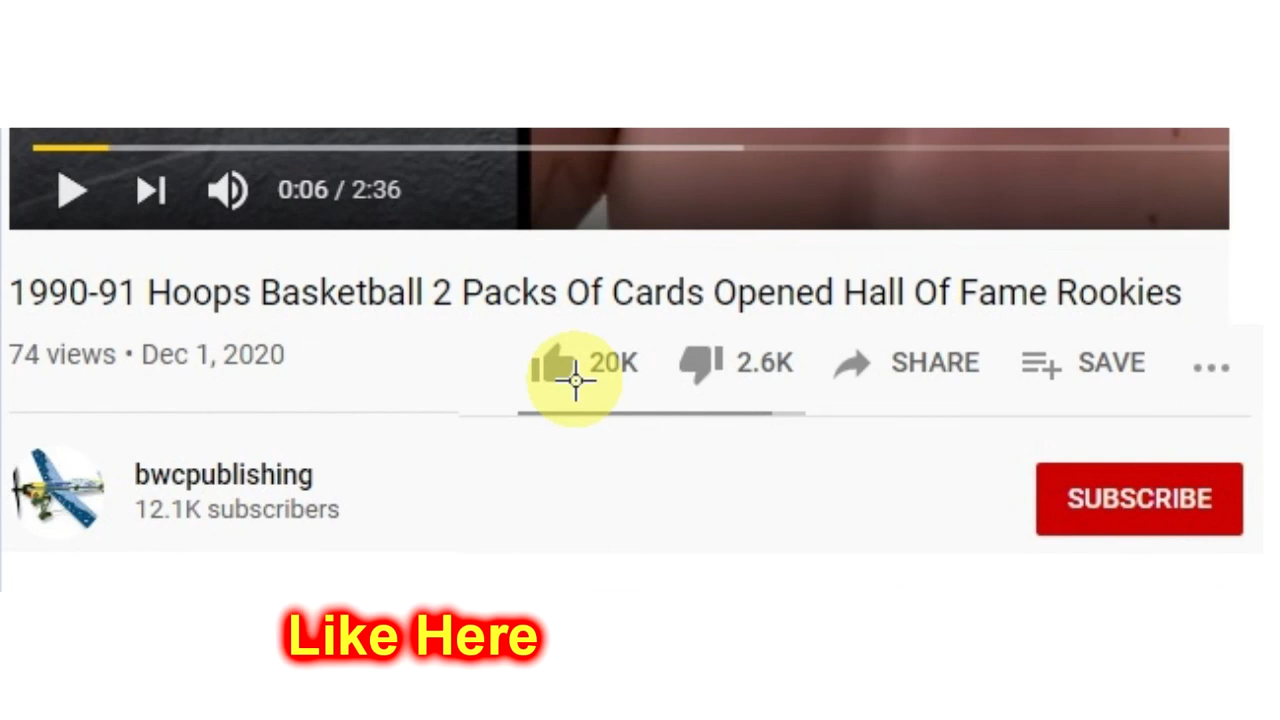 0:06 / 2:36
1990-91 Hoops Basketball 2 Packs Of Cards Opened Hall Of Fame Rookies
74 views • Dec 1, 2020
20K 2.6K SHARE SAVE
bwcpublishing
12.1K subscribers
SUBSCRIBE
Like Here